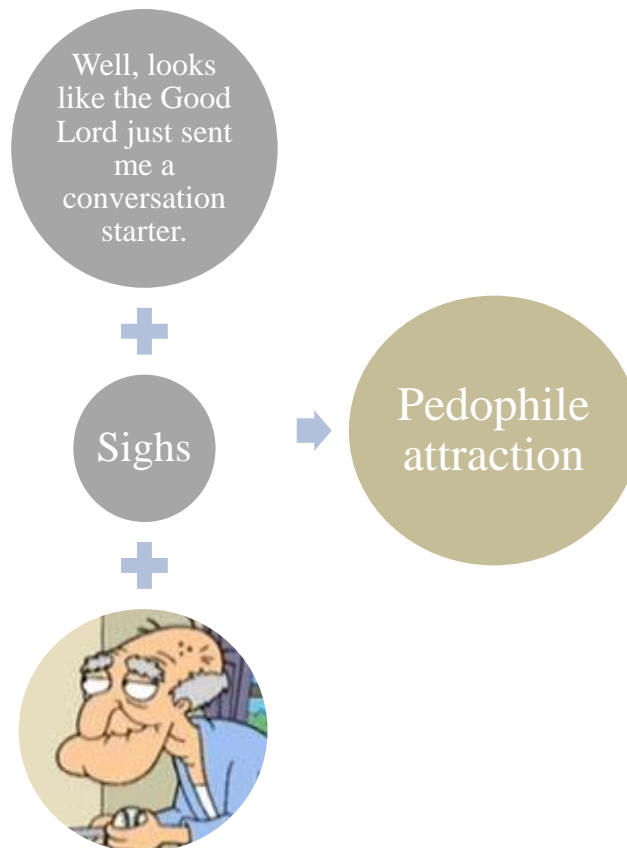 Well, looks
like the Good
Lord just sent
me a
conversation
starter.
Sighs
Pedophile
attraction